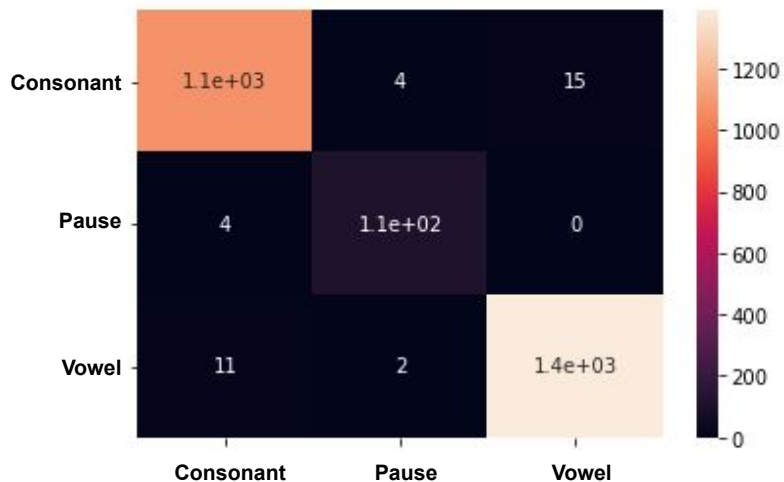 1200
Consonant 1.1e+03 4 15
1000
800
Pause 4 1.1e+02 0
600
400
Vowel 11 2 1.4e+03
200
0
Consonant Pause Vowel